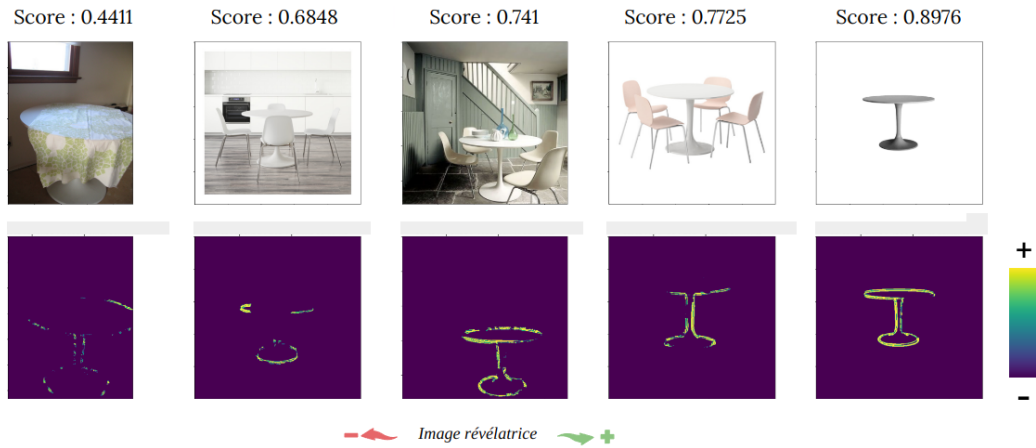 Score : 0.4411
Score : 0.6848
Score : 0.741
Score : 0.7725
Score : 0.8976
+
-
- Image révélatrice +